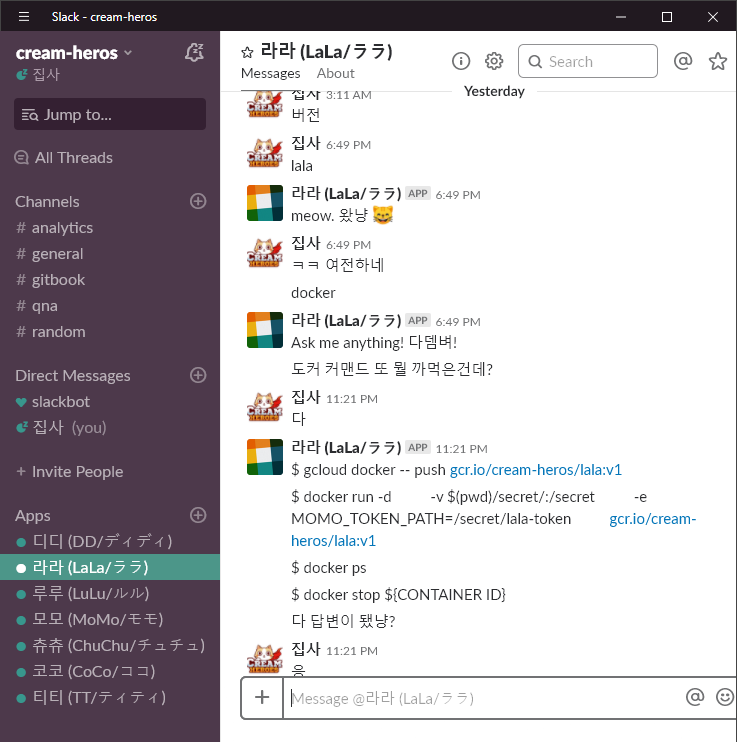 Slack - cream-heros
cream-heros
집사
Jump to...
All Threads
Channels
# analytics
# general
# gitbook
# qna
# random
Direct Messages
slackbot
집사 (you)
+ Invite People
Apps
디디 (DD/ディディ)
라라 (LaLa/ララ)
루루 (LuLu/ルル)
모모 (MoMo/モモ)
츄츄 (ChuChu/チュチュ)
코코 (CoCo/ココ)
티티 (TT/ティティ)
라라 (LaLa/ララ)
Messages About
Search
Yesterday
집사 3:11 AM
버전
집사 6:49 PM
lala
라라 (LaLa/ララ) APP 6:49 PM
meow. 왔냥 😺
집사 6:49 PM
ㅋㅋ 여전하네
docker
라라 (LaLa/ララ) APP 6:49 PM
Ask me anything! 다뎀벼!
도커 커맨드 또 뭘 까먹은건데?
집사 11:21 PM
다
라라 (LaLa/ララ) APP 11:21 PM
$ gcloud docker -- push gcr.io/cream-heros/lala:v1
$ docker run -d -v $(pwd)/secret/:/secret -e
MOMO_TOKEN_PATH=/secret/lala-token gcr.io/cream-
heros/lala:v1
$ docker ps
$ docker stop ${CONTAINER ID}
다 답변이 됐냥?
집사 11:21 PM
응
Message @라라 (LaLa/ララ)
CREAM HEROES